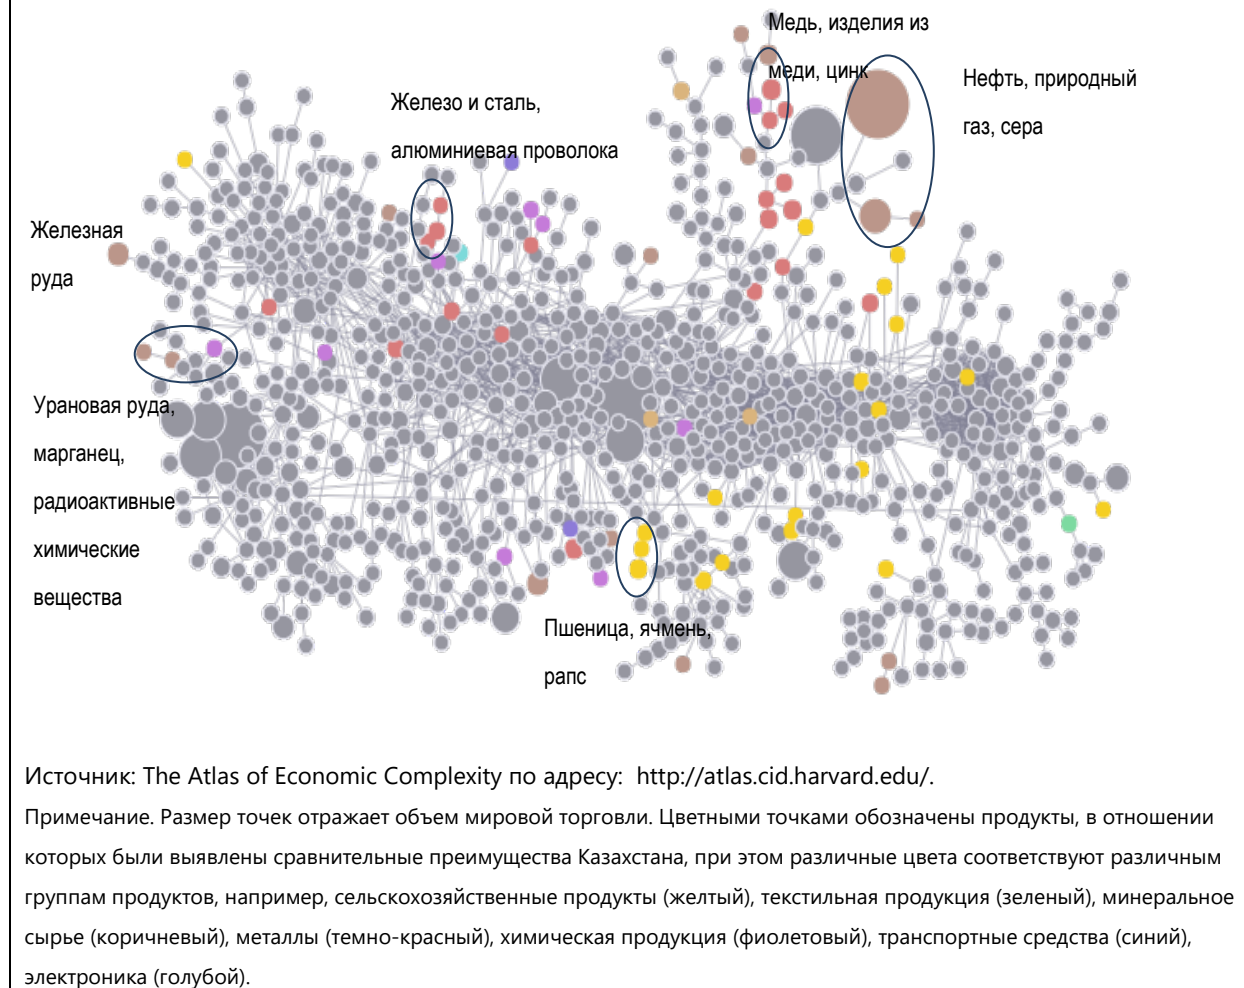 Медь, изделия из
меди, цинк
Нефть, природный
газ, сера
Железо и сталь,
алюминиевая проволока
Железная
руда
Урановая руда,
марганец,
радиоактивные
химические
вещества
Пшеница, ячмень,
рапс
Источник: The Atlas of Economic Complexity по адресу: http://atlas.cid.harvard.edu/.
Примечание. Размер точек отражает объем мировой торговли. Цветными точками обозначены продукты, в отношении
которых были выявлены сравнительные преимущества Казахстана, при этом различные цвета соответствуют различным
группам продуктов, например, сельскохозяйственные продукты (желтый), текстильная продукция (зеленый), минеральное
сырье (коричневый), металлы (темно-красный), химическая продукция (фиолетовый), транспортные средства (синий),
электроника (голубой).